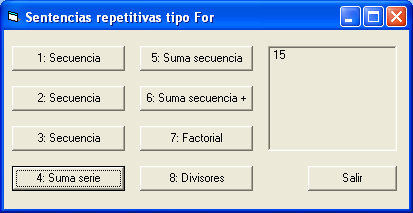 Sentencias repetitivas tipo For
1: Secuencia
5: Suma secuencia
15
2: Secuencia
6: Suma secuencia +
3: Secuencia
7: Factorial
4: Suma serie
8: Divisores
Salir